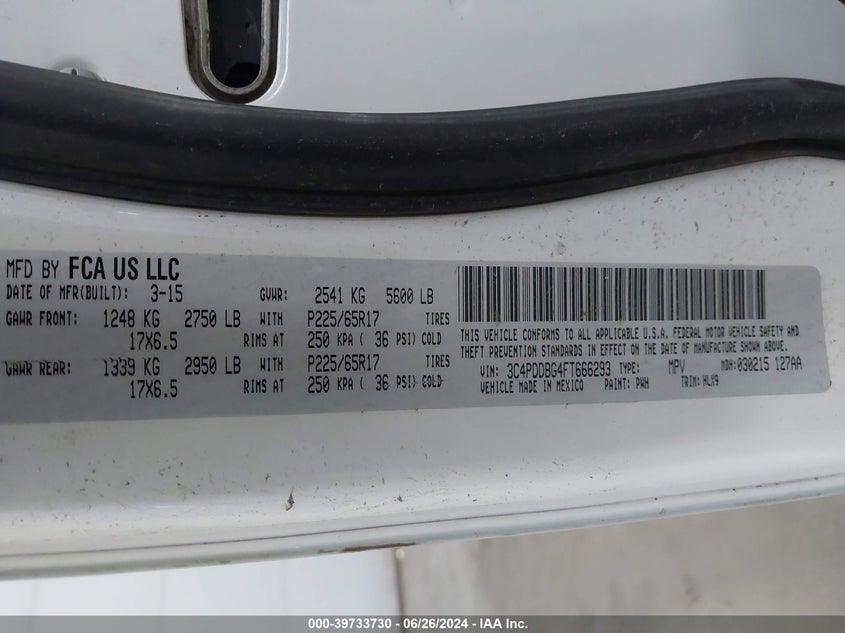 MFD BY FCA US LLC
DATE OF MFR(BUILT): 3-15 GVWR: 2541 KG 5600 LB
GAWR FRONT: 1248 KG 2750 LB WITH P225/65R17 TIRES
17X6.5 RIMS AT 250 KPA ( 36 PSI) COLD
GAWR REAR: 1339 KG 2950 LB WITH P225/65R17 TIRES
17X6.5 RIMS AT 250 KPA ( 36 PSI) COLD
THIS VEHICLE CONFORMS TO ALL APPLICABLE U.S.A. FEDERAL MOTOR VEHICLE SAFETY AND
THEFT PREVENTION STANDARDS IN EFFECT ON THE DATE OF MANUFACTURE SHOWN ABOVE.
VIN: 3C4PDDBG4FT666293 TYPE: MPV MDH:030215 127AA
VEHICLE MADE IN MEXICO PAINT: PWH TRIM: HLX9
000-39733730 - 06/26/2024 - IAA Inc.